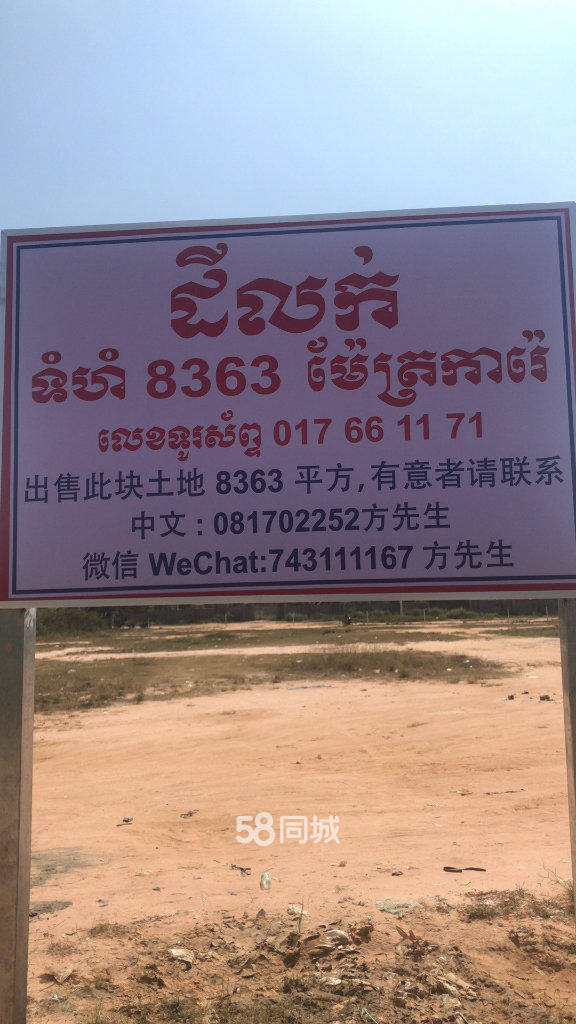 ដីលក់
ទំហំ 8363 ម៉ែត្រការ៉េ
លេខទូរស័ព្ទ 017 66 11 71
出售此块土地 8363 平方,有意者请联系
中文:081702252方先生
微信 WeChat:743111167 方先生
58同城